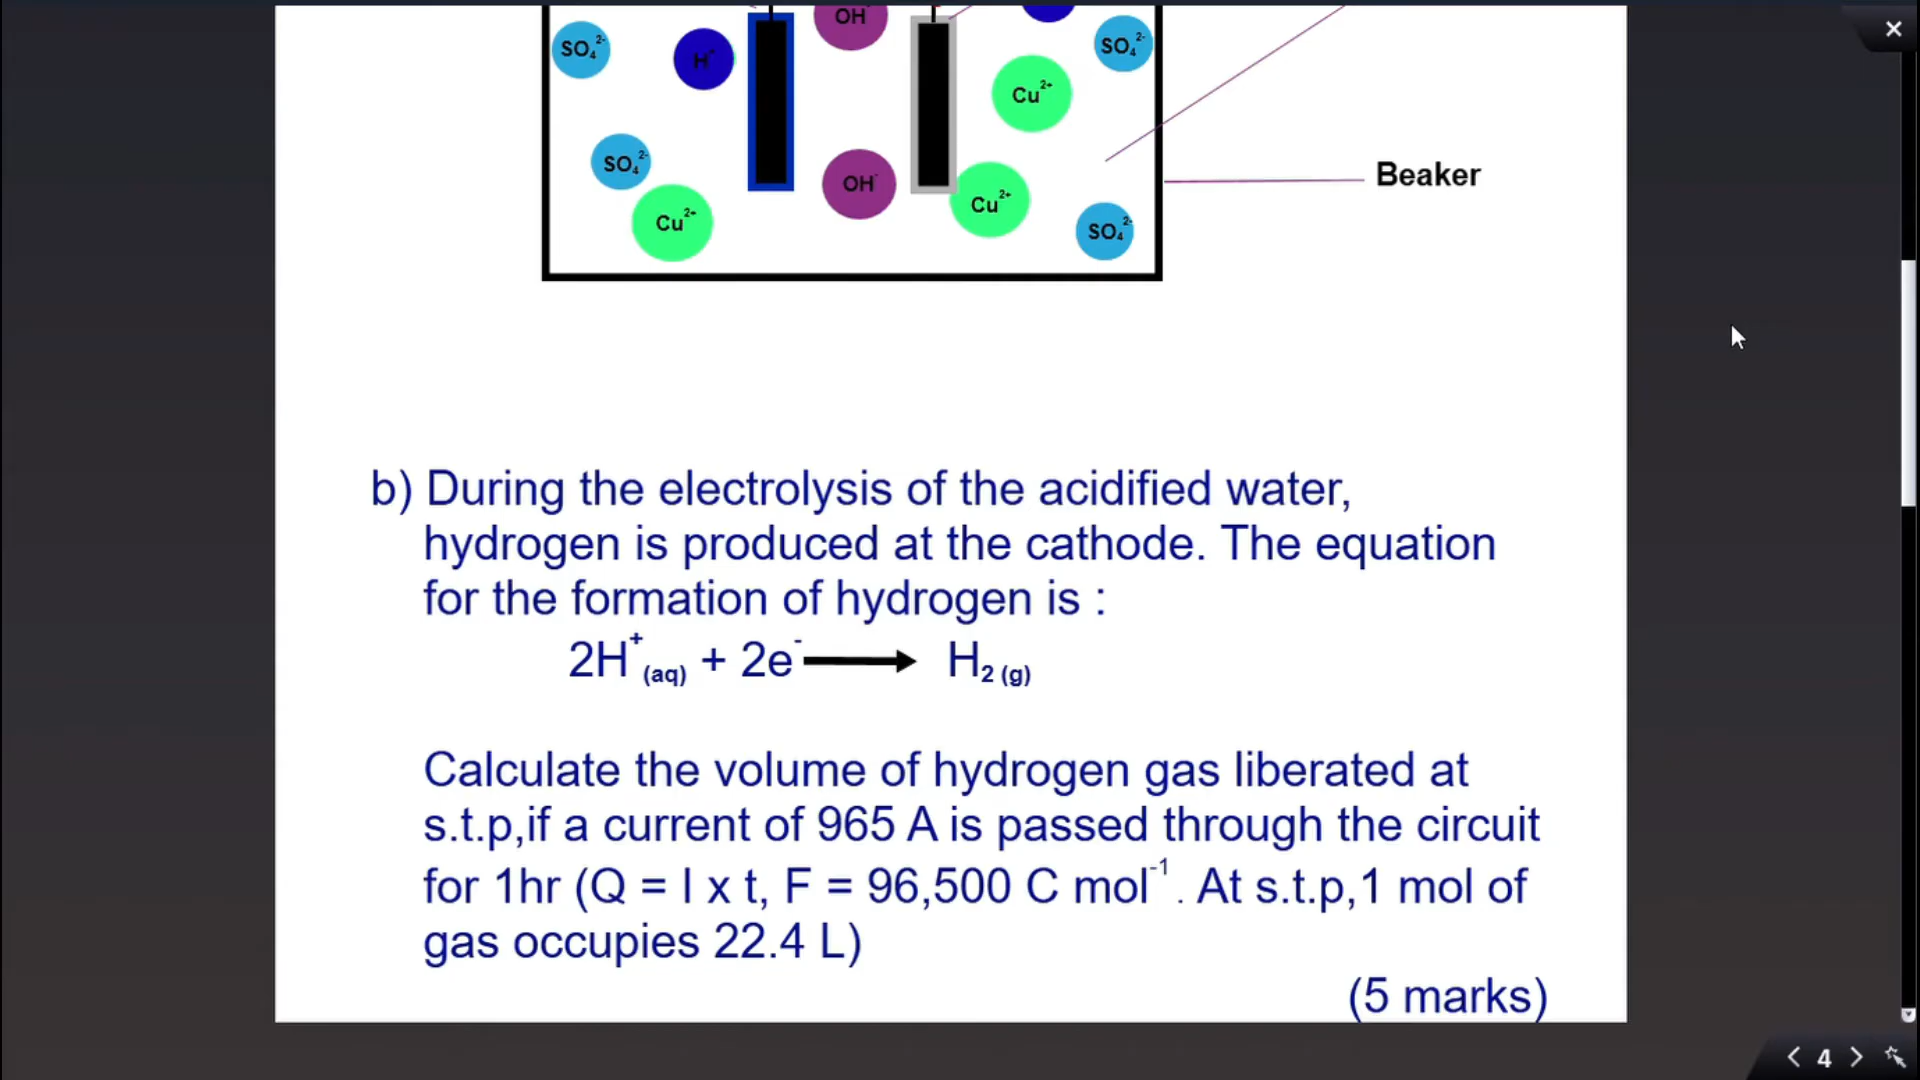 OH
SO₄²⁻
H⁺
SO₄²⁻
Cu²⁺
SO₄²⁻
OH⁻
Cu²⁺
Cu²⁺
SO₄²⁻
Beaker
b) During the electrolysis of the acidified water,
hydrogen is produced at the cathode. The equation
for the formation of hydrogen is :
2H⁺(aq) + 2e⁻ ⟶ H₂ (g)
Calculate the volume of hydrogen gas liberated at
s.t.p,if a current of 965 A is passed through the circuit
for 1hr (Q = I x t, F = 96,500 C mol⁻¹. At s.t.p,1 mol of
gas occupies 22.4 L)
(5 marks)
4